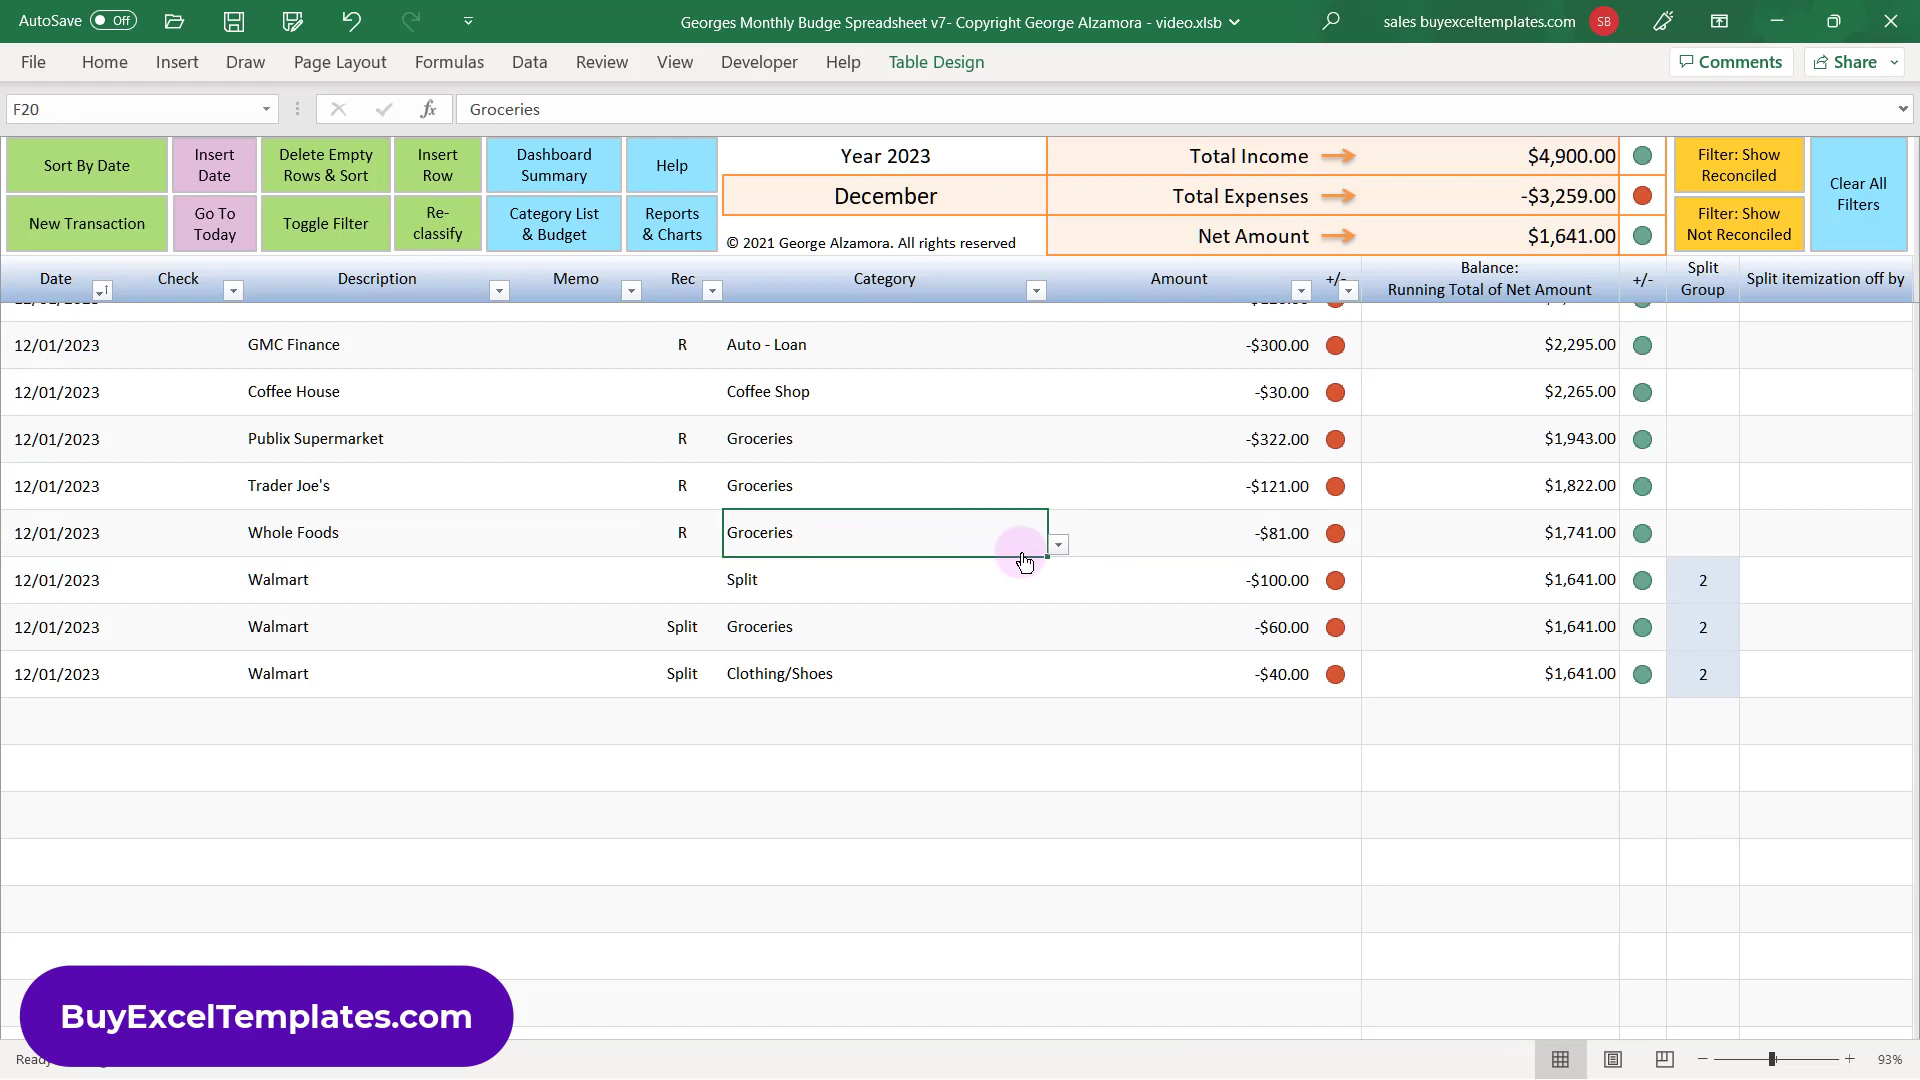 AutoSave Off Georges Monthly Budge Spreadsheet v7- Copyright George Alzamora - video.xlsb sales buyexceltemplates.com SB
File Home Insert Draw Page Layout Formulas Data Review View Developer Help Table Design Comments Share
F20 fx Groceries
Sort By Date
Insert
Date
Delete Empty
Rows & Sort
Insert
Row
Dashboard
Summary
Help
New Transaction
Go To
Today
Toggle Filter
Re-
classify
Category List
& Budget
Reports
& Charts
Year 2023
December
© 2021 George Alzamora. All rights reserved
Total Income $4,900.00
Total Expenses -$3,259.00
Net Amount $1,641.00
Filter: Show
Reconciled
Filter: Show
Not Reconciled
Clear All
Filters
Date Check Description Memo Rec Category Amount +/-
Balance:
Running Total of Net Amount
+/-
Split
Group
Split itemization off by
12/01/2023 GMC Finance R Auto - Loan -$300.00 $2,295.00
12/01/2023 Coffee House Coffee Shop -$30.00 $2,265.00
12/01/2023 Publix Supermarket R Groceries -$322.00 $1,943.00
12/01/2023 Trader Joe's R Groceries -$121.00 $1,822.00
12/01/2023 Whole Foods R Groceries -$81.00 $1,741.00
12/01/2023 Walmart Split -$100.00 $1,641.00 2
12/01/2023 Walmart Split Groceries -$60.00 $1,641.00 2
12/01/2023 Walmart Split Clothing/Shoes -$40.00 $1,641.00 2
BuyExcelTemplates.com
Ready 93%